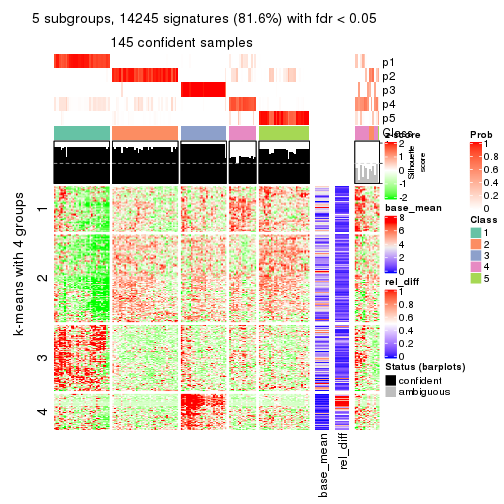 5 subgroups, 14245 signatures (81.6%) with fdr < 0.05
145 confident samples
p1
p2
p3
p4
p5
Class
z-score
2
1
0
-1
-2
Silhouette
score
Prob
1
0.8
0.6
0.4
0.2
0
base_mean
8
6
4
2
0
Class
1
2
3
4
5
rel_diff
1
0.8
0.6
0.4
0.2
0
Status (barplots)
confident
ambiguous
k-means with 4 groups
1
2
3
4
base_mean
rel_diff